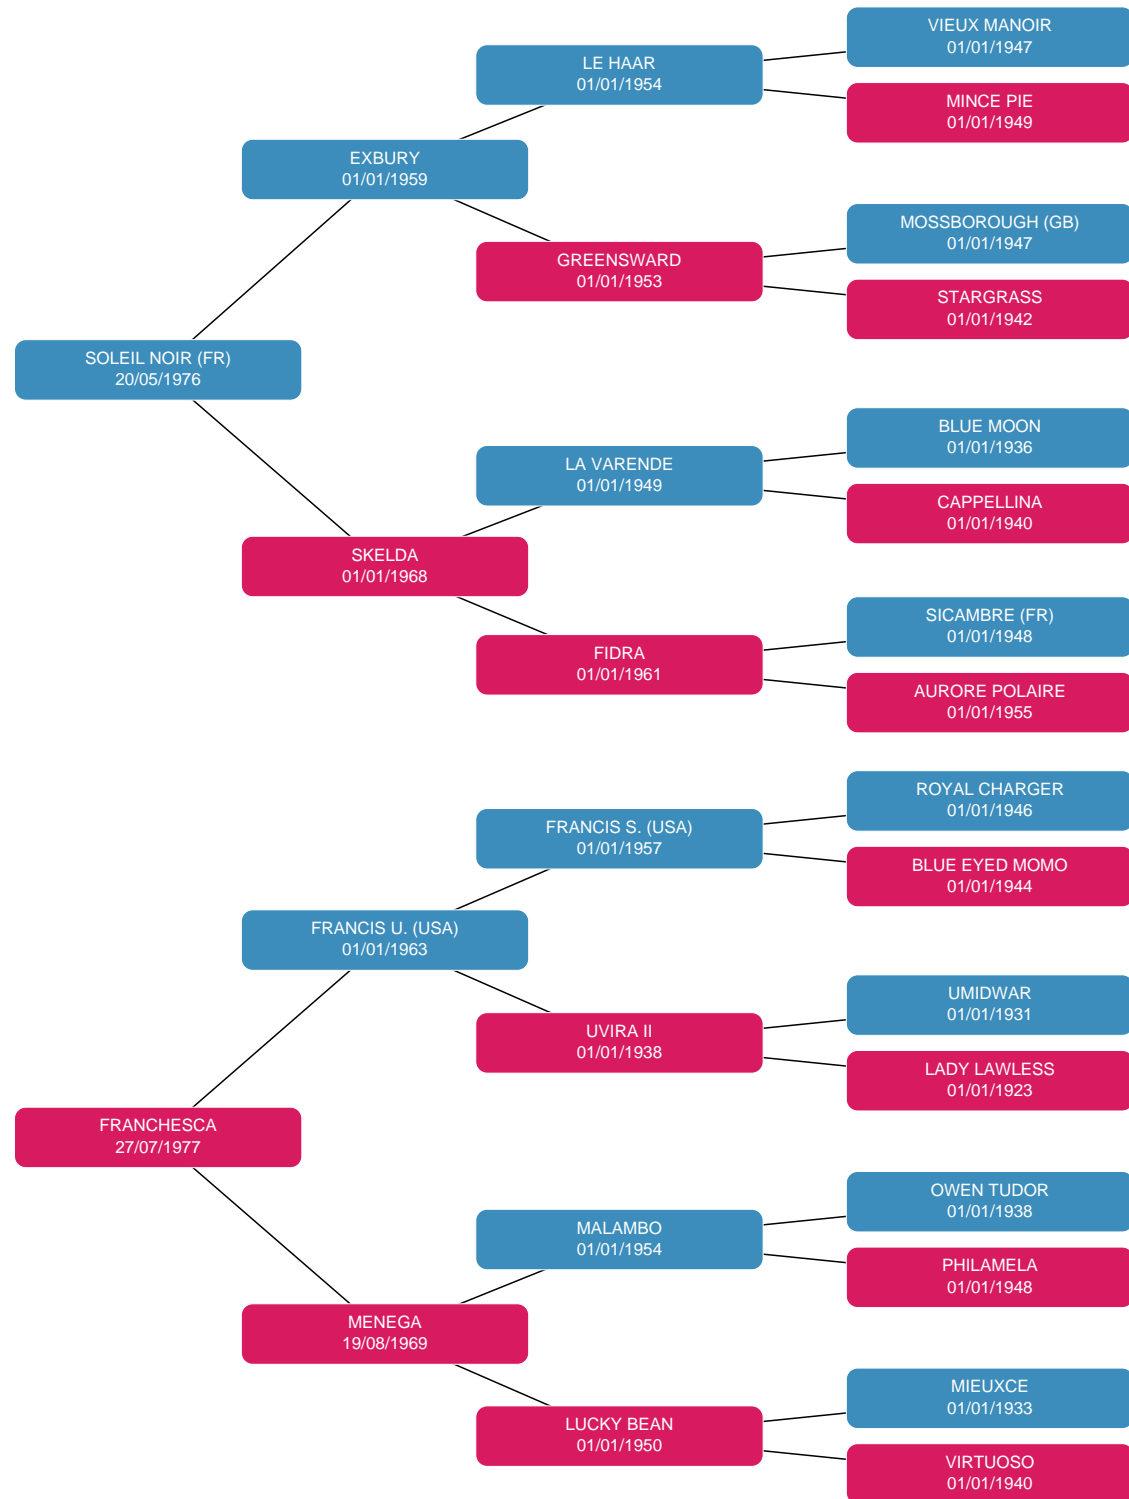 VIEUX MANOIR
01/01/1947
LE HAAR
01/01/1954
MINCE PIE
01/01/1949
EXBURY
01/01/1959
MOSSBOROUGH (GB)
01/01/1947
GREENSWARD
01/01/1953
STARGRASS
01/01/1942
SOLEIL NOIR (FR)
20/05/1976
BLUE MOON
01/01/1936
LA VARENDE
01/01/1949
CAPPELLINA
01/01/1940
SKELDA
01/01/1968
SICAMBRE (FR)
01/01/1948
FIDRA
01/01/1961
AURORE POLAIRE
01/01/1955
ROYAL CHARGER
01/01/1946
FRANCIS S. (USA)
01/01/1957
BLUE EYED MOMO
01/01/1944
FRANCIS U. (USA)
01/01/1963
UMIDWAR
01/01/1931
UVIRA II
01/01/1938
LADY LAWLESS
01/01/1923
FRANCHESCA
27/07/1977
OWEN TUDOR
01/01/1938
MALAMBO
01/01/1954
PHILAMELA
01/01/1948
MENEGA
19/08/1969
MIEUXCE
01/01/1933
LUCKY BEAN
01/01/1950
VIRTUOSO
01/01/1940